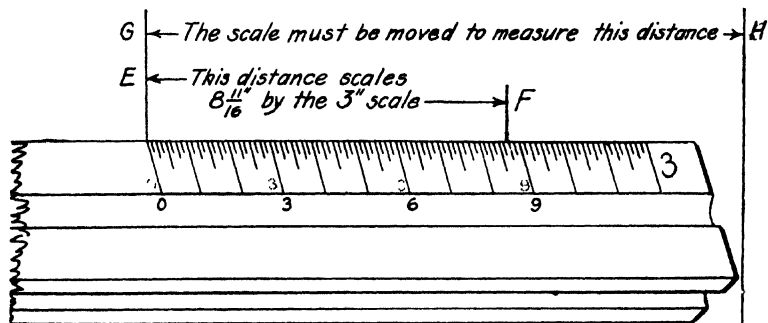 G The scale must be moved to measure this distance H
E This distance scales
8 11/16" by the 3" scale F
3
3
0 3 6 9